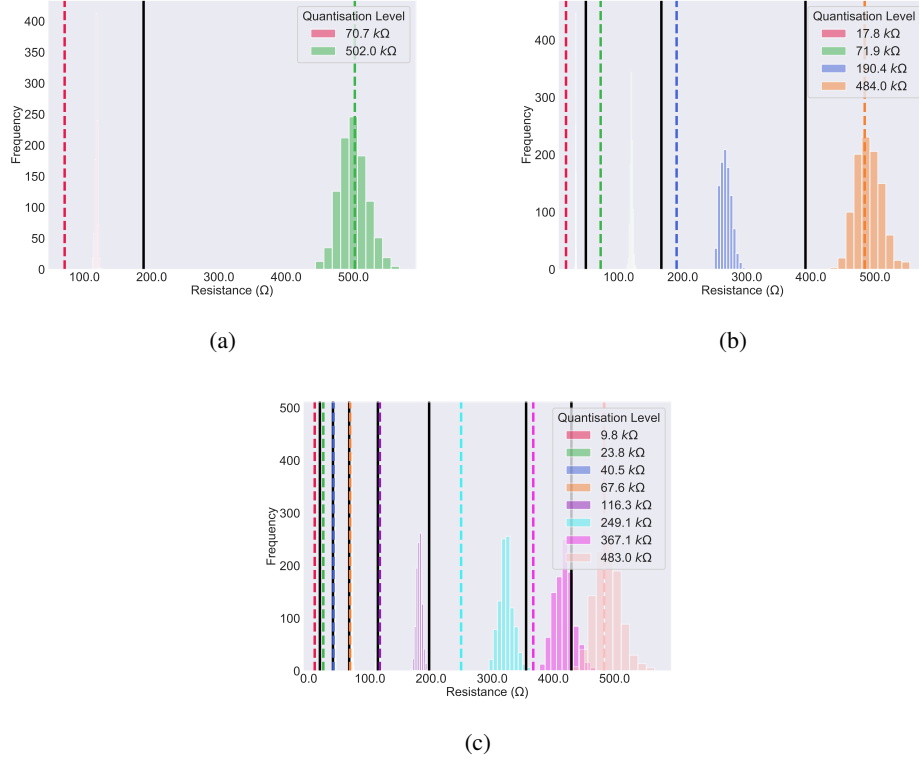 400
350
300
250
200
150
100
50
0
Frequency
100.0 200.0 300.0 400.0 500.0
Resistance (Ω)
Quantisation Level
70.7 kΩ
502.0 kΩ
(a)
400
300
200
100
0
Frequency
100.0 200.0 300.0 400.0 500.0
Resistance (Ω)
Quantisation Level
17.8 kΩ
71.9 kΩ
190.4 kΩ
484.0 kΩ
(b)
500
400
300
200
100
0
Frequency
0.0 100.0 200.0 300.0 400.0 500.0
Resistance (Ω)
Quantisation Level
9.8 kΩ
23.8 kΩ
40.5 kΩ
67.6 kΩ
116.3 kΩ
249.1 kΩ
367.1 kΩ
483.0 kΩ
(c)